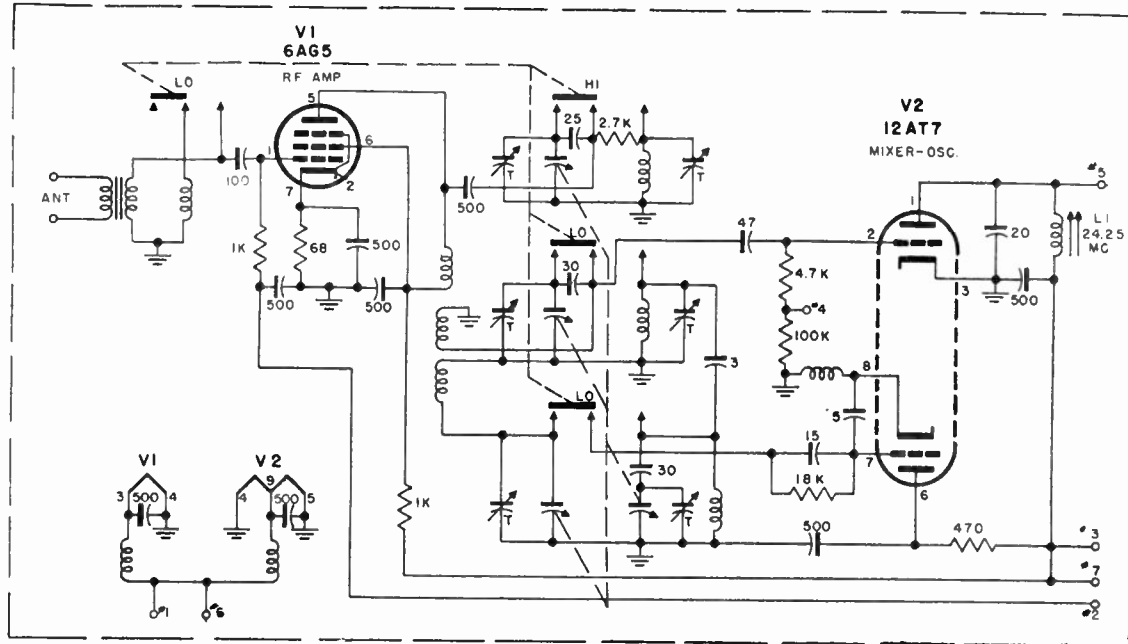 V1
6AG5
RF AMP
LO
HI
5
25
2.7K
V2
12AT7
MIXER-OSC.
1
6
100
7
2
T
T
#5
ANT
500
1
LO
47
2
20
L1
24.25
MC
1K
68
500
30
4.7K
3
500
500
500
#4
T
T
100K
3
8
LO
5
V1
V2
15
7
9
30
18K
6
3
500
4
4
500
5
1K
T
T
500
470
#3
#7
#1
#6
#2